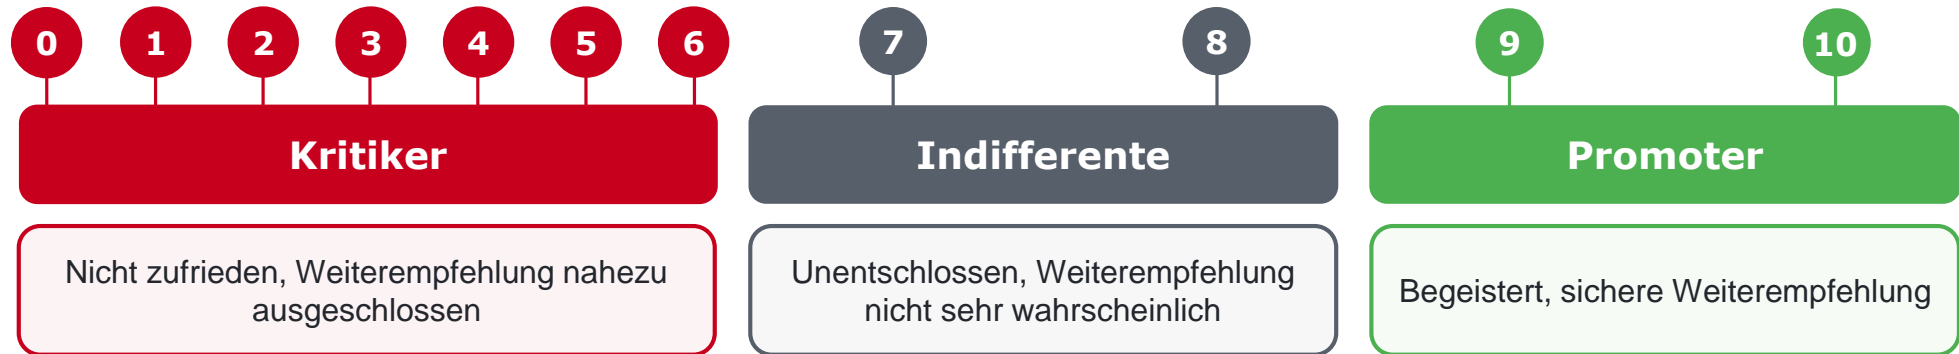 0 1 2 3 4 5 6 7 8 9 10
Kritiker
Indifferente
Promoter
Nicht zufrieden, Weiterempfehlung nahezu
ausgeschlossen
Unentschlossen, Weiterempfehlung
nicht sehr wahrscheinlich
Begeistert, sichere Weiterempfehlung